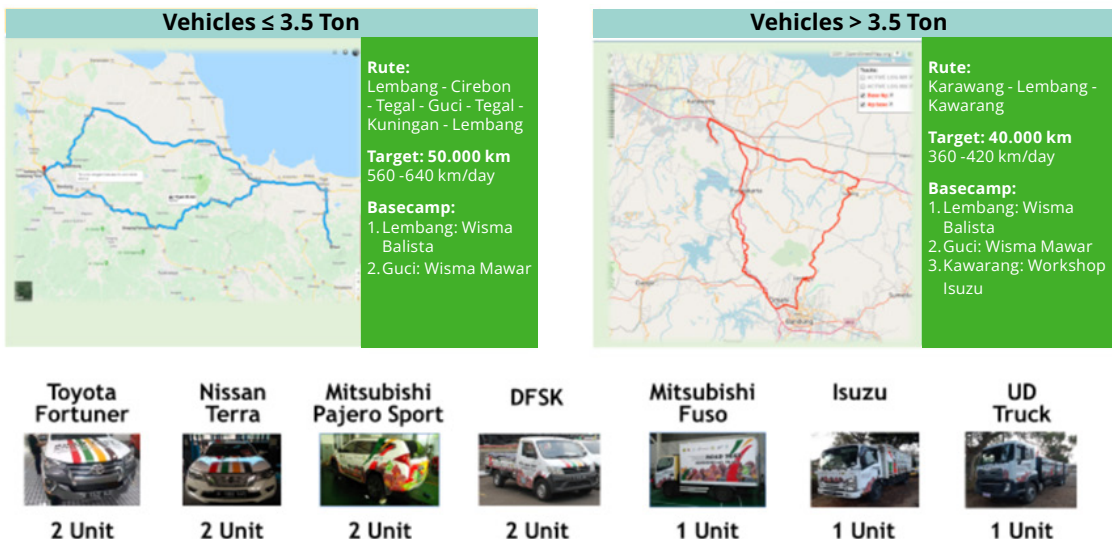 Vehicles ≤ 3.5 Ton
Rute:
Lembang - Cirebon
- Tegal - Guci - Tegal -
Kuningan - Lembang
Target: 50.000 km
560 -640 km/day
Basecamp:
1. Lembang: Wisma
Balista
2. Guci: Wisma Mawar
Vehicles > 3.5 Ton
Karawang
Bandung
Rute:
Karawang - Lembang -
Kawarang
Target: 40.000 km
360 -420 km/day
Basecamp:
1. Lembang: Wisma
Balista
2. Guci: Wisma Mawar
3. Kawarang: Workshop
Isuzu
Toyota
Fortuner
2 Unit
Nissan
Terra
2 Unit
Mitsubishi
Pajero Sport
2 Unit
DFSK
2 Unit
Mitsubishi
Fuso
1 Unit
Isuzu
1 Unit
UD
Truck
1 Unit